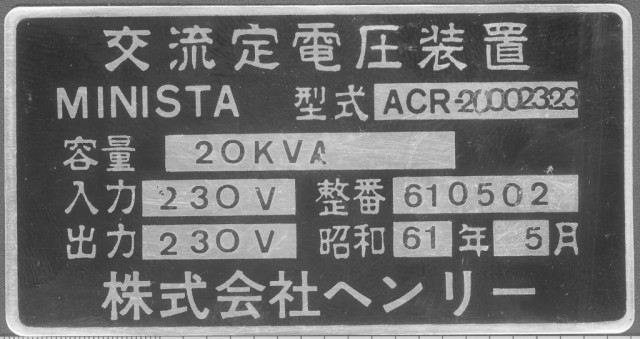 交流定電圧装置
MINISTA 型式 ACR-20002323
容量 20KVA
入力 230V 整番 610502
出力 230V 昭和 61 年 5 月
株式会社ヘンリー